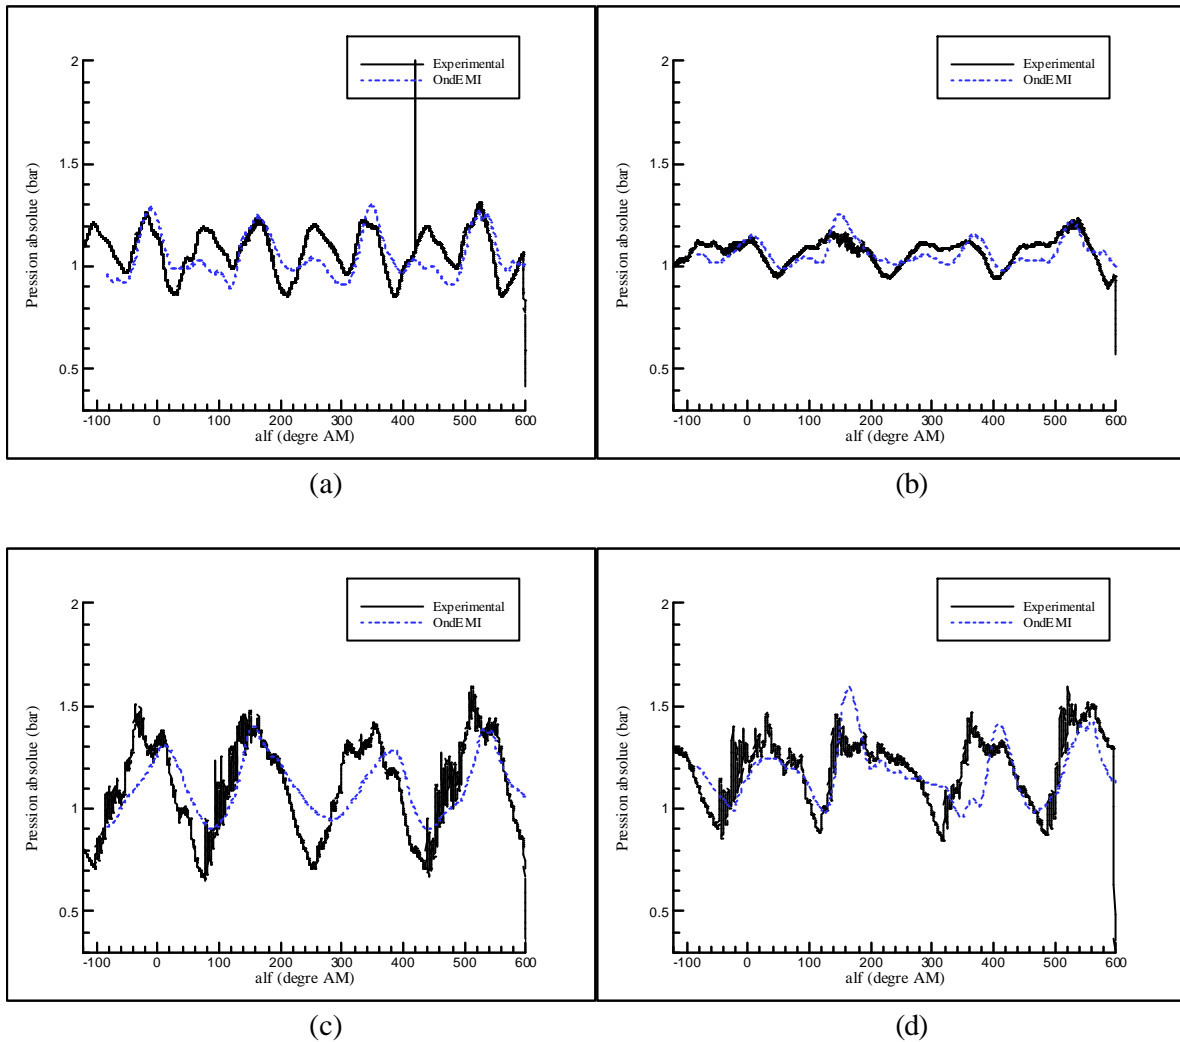 2
1.5
1
0.5
Pression absolue (bar)
Experimental
OndEMI
-100 0 100 200 300 400 500 600
alf (degre AM)
(a)
2
1.5
1
0.5
Pression absolue (bar)
Experimental
OndEMI
-100 0 100 200 300 400 500 600
alf (degre AM)
(b)
2
1.5
1
0.5
Pression absolue (bar)
Experimental
OndEMI
-100 0 100 200 300 400 500 600
alf (degre AM)
(c)
2
1.5
1
0.5
Pression absolue (bar)
Experimental
OndEMI
-100 0 100 200 300 400 500 600
alf (degre AM)
(d)